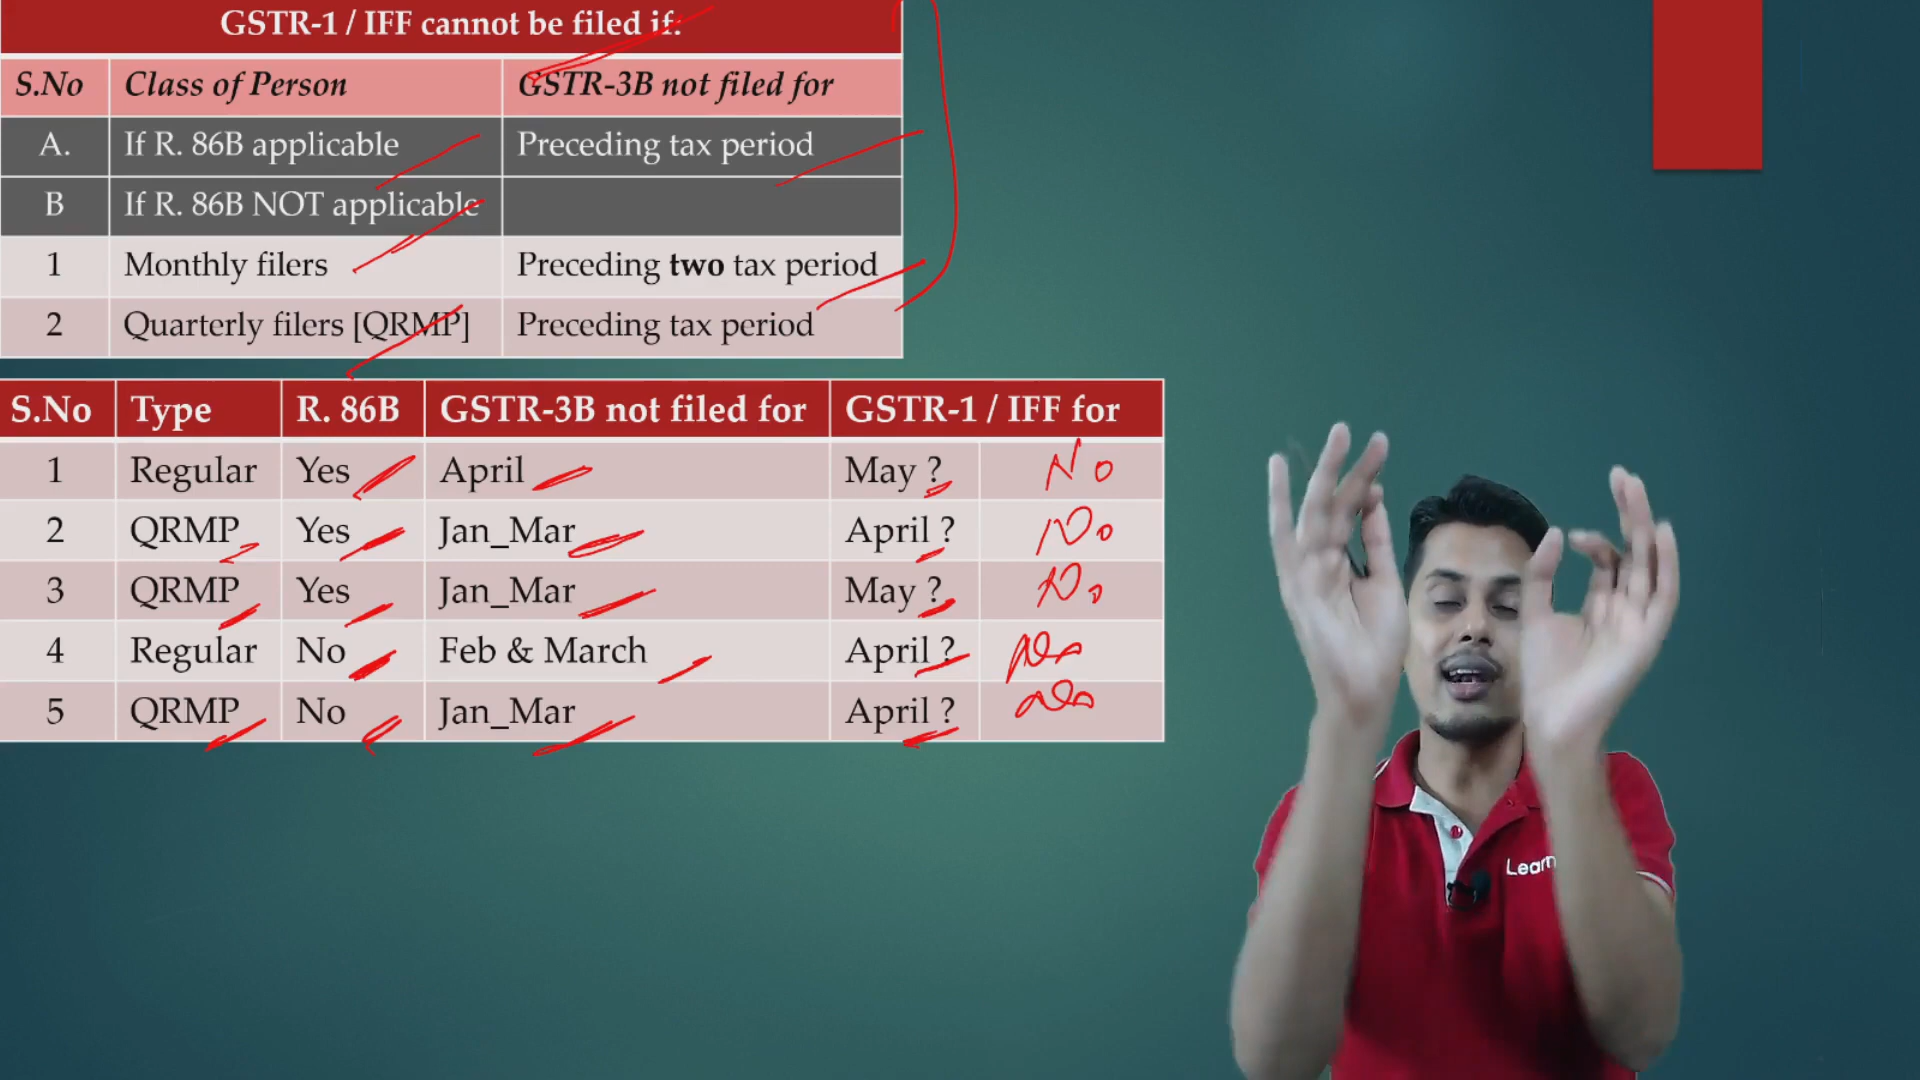 GSTR-1 / IFF cannot be filed if:
S.No Class of Person GSTR-3B not filed for
A. If R. 86B applicable Preceding tax period
B If R. 86B NOT applicable
1 Monthly filers Preceding two tax period
2 Quarterly filers [QRMP] Preceding tax period
S.No Type R. 86B GSTR-3B not filed for GSTR-1 / IFF for
1 Regular Yes April May ? No
2 QRMP Yes Jan_Mar April ? No
3 QRMP Yes Jan_Mar May ? No
4 Regular No Feb & March April ?
5 QRMP No Jan_Mar April ?
Learn